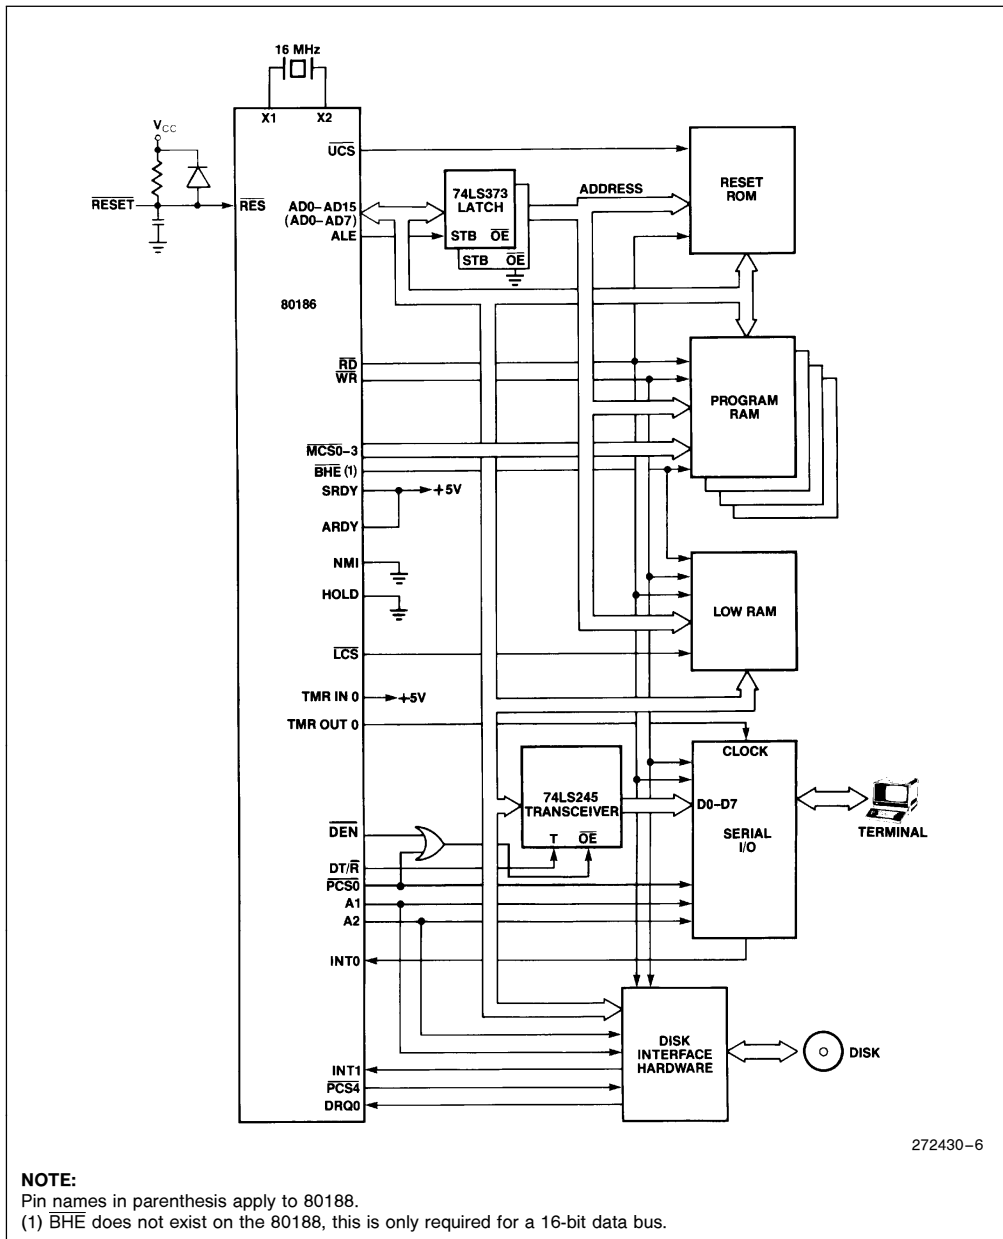 16 MHz
X1 X2
VCC
RESET
RES
UCS
AD0–AD15
(AD0–AD7)
ALE
74LS373
LATCH
STB OE
STB OE
ADDRESS
RESET
ROM
80186
RD
WR
PROGRAM
RAM
MCS0-3
BHE (1)
SRDY
+5V
ARDY
NMI
HOLD
LOW RAM
LCS
TMR IN 0
+5V
TMR OUT 0
CLOCK
74LS245
TRANSCEIVER
T OE
D0–D7
SERIAL
I/O
TERMINAL
DEN
DT/R
PCS0
A1
A2
INT0
DISK
INTERFACE
HARDWARE
DISK
INT1
PCS4
DRQ0
272430–6
NOTE:
Pin names in parenthesis apply to 80188.
(1) BHE does not exist on the 80188, this is only required for a 16-bit data bus.